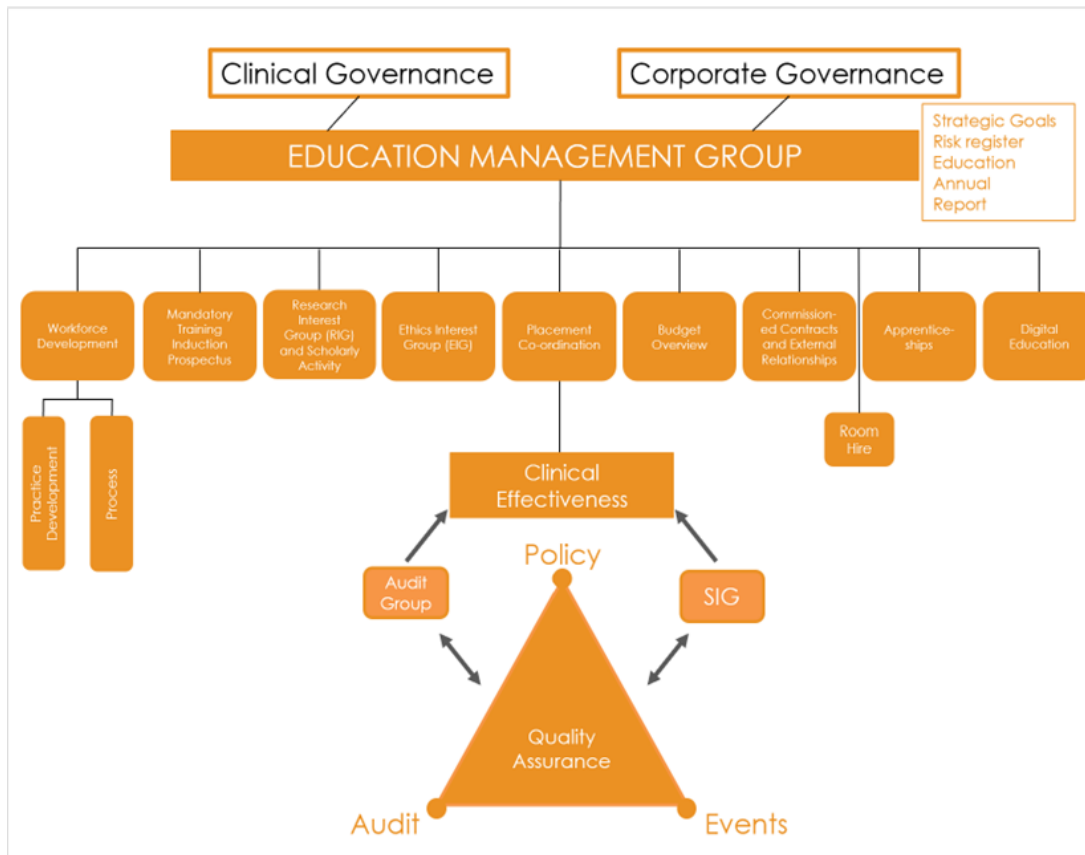 Clinical Governance
Corporate Governance
EDUCATION MANAGEMENT GROUP
Strategic Goals
Risk register
Education
Annual
Report
Workforce
Development
Mandatory
Training
Induction
Prospectus
Research
Interest
Group (RIG)
and Scholarly
Activity
Ethics Interest
Group (EIG)
Placement
Co-ordination
Budget
Overview
Commission-
ed Contracts
and External
Relationships
Apprentice-
ships
Digital
Education
Practice
Development
Process
Room
Hire
Clinical
Effectiveness
Policy
Audit
Group
SIG
Quality
Assurance
Audit
Events